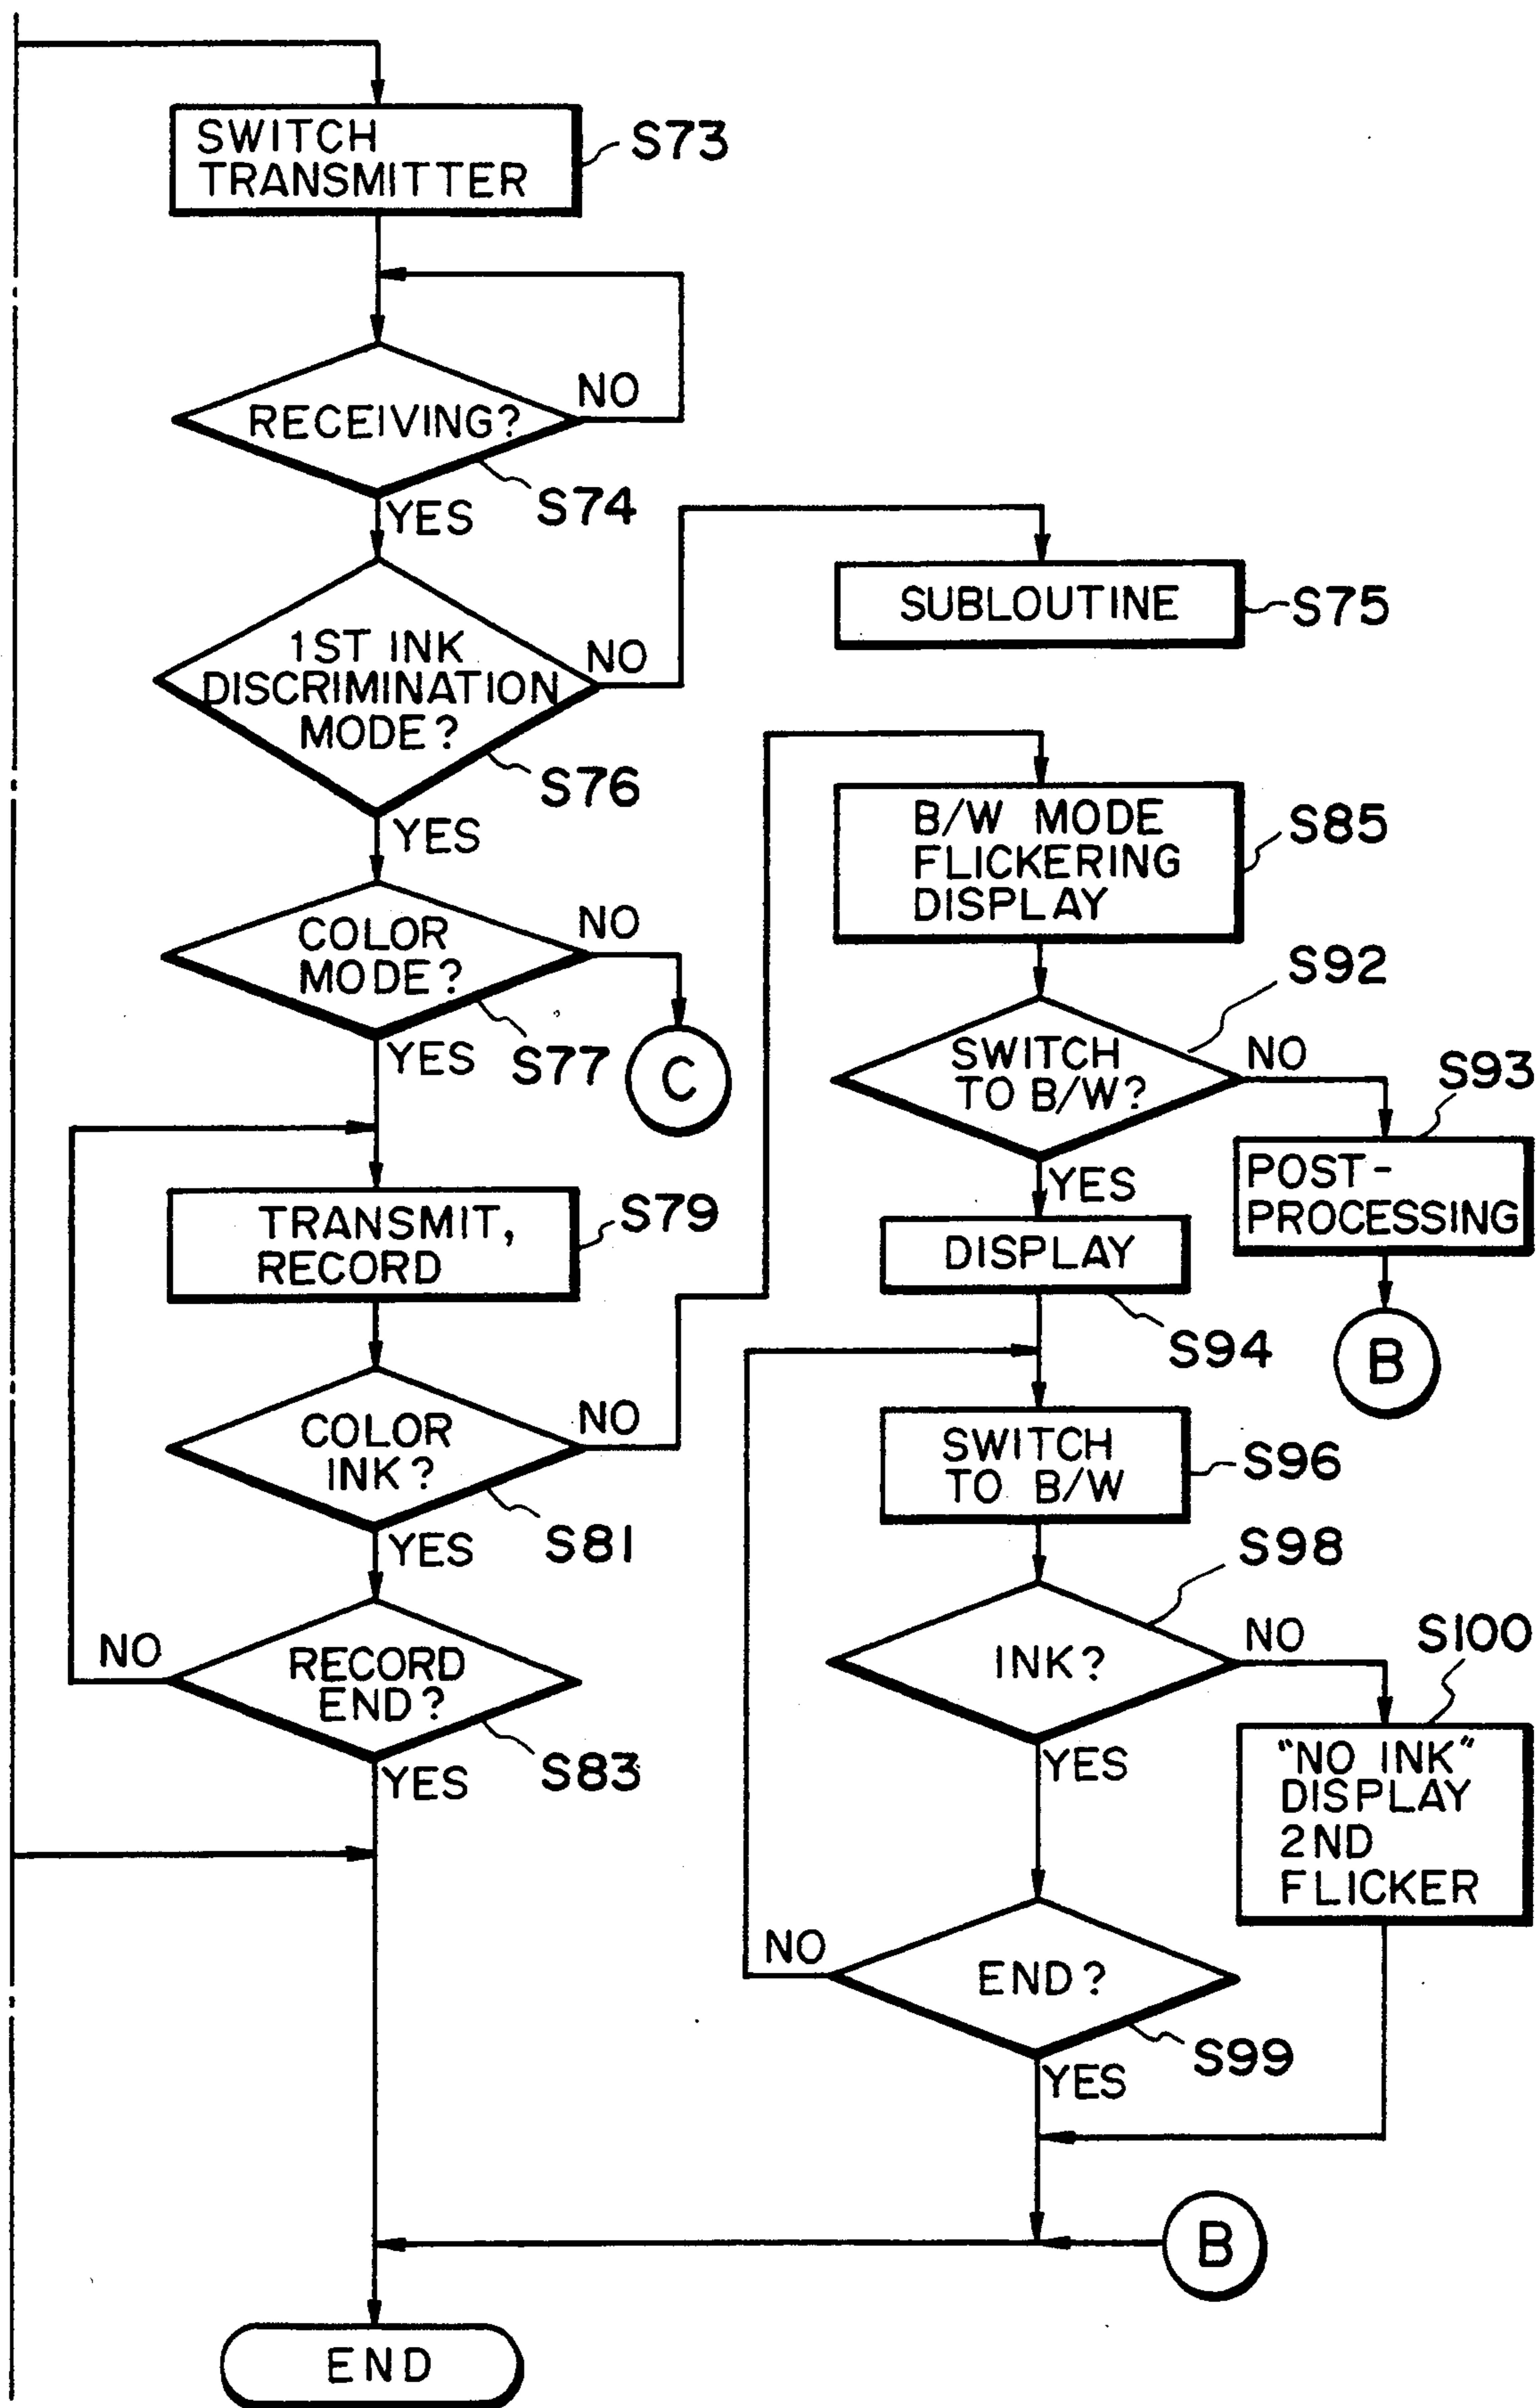 SWITCH
TRANSMITTER
S73
RECEIVING?
NO
S74
YES
1ST INK
DISCRIMINATION
MODE?
NO
S76
YES
SUBLOUTINE
S75
COLOR
MODE?
NO
S77
YES
C
TRANSMIT,
RECORD
S79
COLOR
INK?
NO
S81
YES
RECORD
END?
NO
S83
YES
B/W MODE
FLICKERING
DISPLAY
S85
SWITCH
TO B/W?
S92
NO
YES
POST-
PROCESSING
S93
B
DISPLAY
S94
SWITCH
TO B/W
S96
INK?
S98
NO
YES
"NO INK"
DISPLAY
2ND
FLICKER
S100
END?
NO
S99
YES
B
END